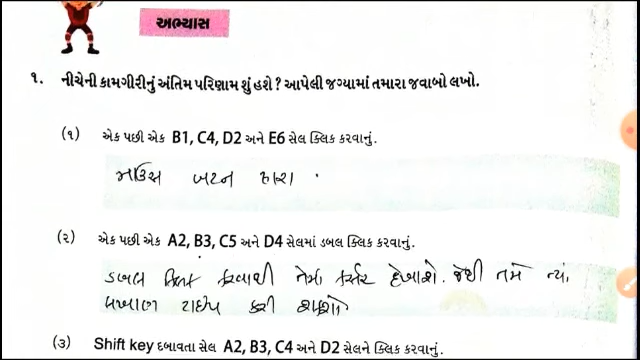 અભ્યાસ
૧. નીચેની કામગીરીનું અંતિમ પરિણામ શું હશે? આપેલી જગ્યામાં તમારા જવાબો લખો.
(૧) એક પછી એક B1, C4, D2 અને E6 સેલ ક્લિક કરવાનું.
માઉસ બટન દ્વારા .
(૨) એક પછી એક A2, B3, C5 અને D4 સેલમાં ડબલ ક્લિક કરવાનું.
ડબલ ક્લિક કરવાથી તેમાં કર્સર દેખાશે. જેથી તમે ત્યાં
લખાણ ટાઈપ કરી શકશો
(૩) Shift key દબાવતા સેલ A2, B3, C4 અને D2 સેલને ક્લિક કરવાનું.